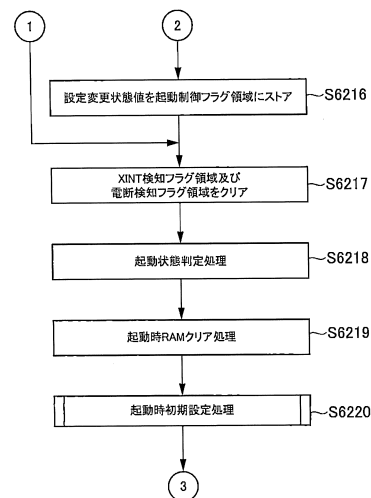 1
2
設定変更状態値を起動制御フラグ領域にストア
S6216
XINT検知フラグ領域及び
電断検知フラグ領域をクリア
S6217
起動状態判定処理
S6218
起動時RAMクリア処理
S6219
起動時初期設定処理
S6220
3